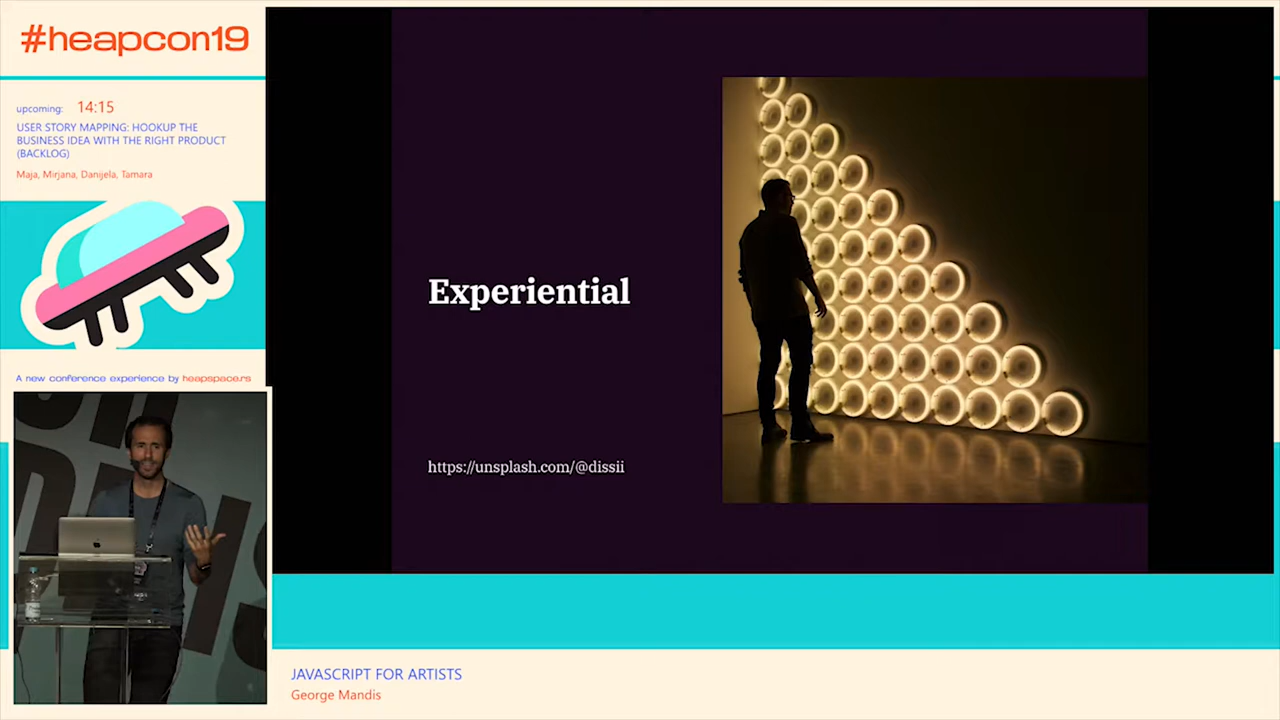 #heapcon19
upcoming: 14:15
USER STORY MAPPING: HOOKUP THE
BUSINESS IDEA WITH THE RIGHT PRODUCT
(BACKLOG)
Maja, Mirjana, Danijela, Tamara
A new conference experience by heapspace.rs
Experiential
https://unsplash.com/@dissii
JAVASCRIPT FOR ARTISTS
George Mandis